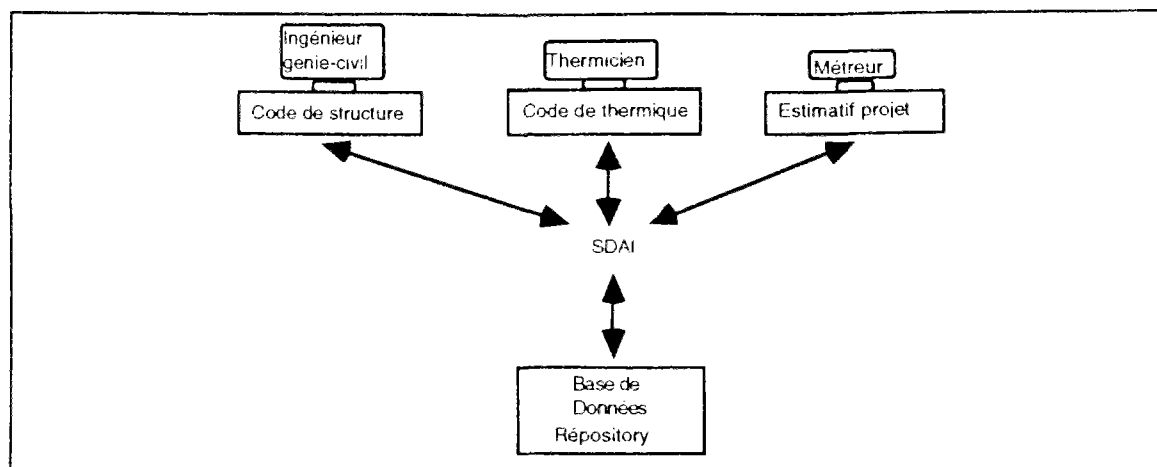 Ingénieur
genie-civil
Thermicien
Métreur
Code de structure
Code de thermique
Estimatif projet
SDAI
Base de
Données
Répository